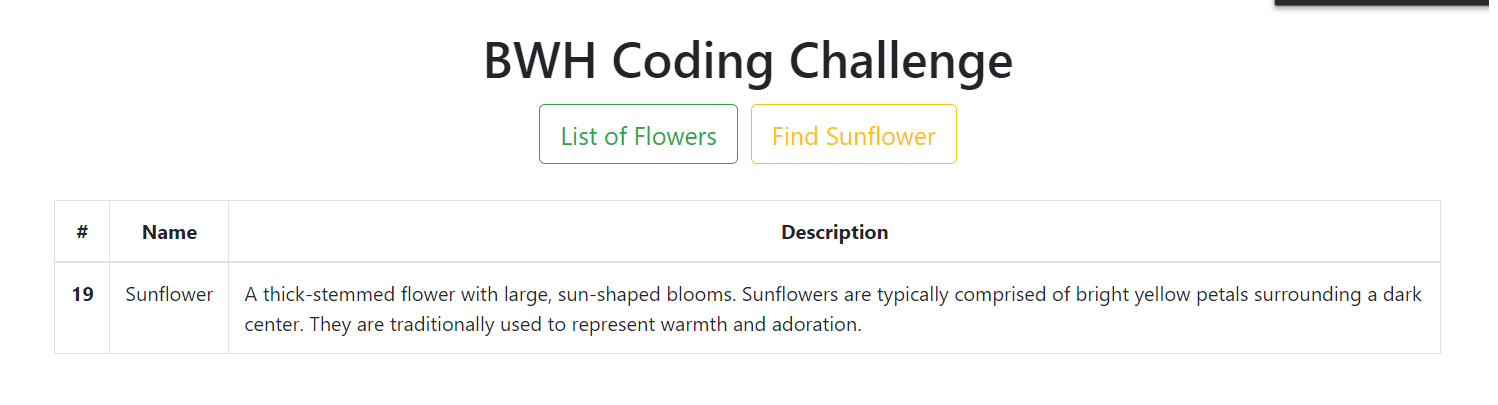 BWH Coding Challenge
List of Flowers Find Sunflower
# Name Description
19 Sunflower A thick-stemmed flower with large, sun-shaped blooms. Sunflowers are typically comprised of bright yellow petals surrounding a dark
center. They are traditionally used to represent warmth and adoration.